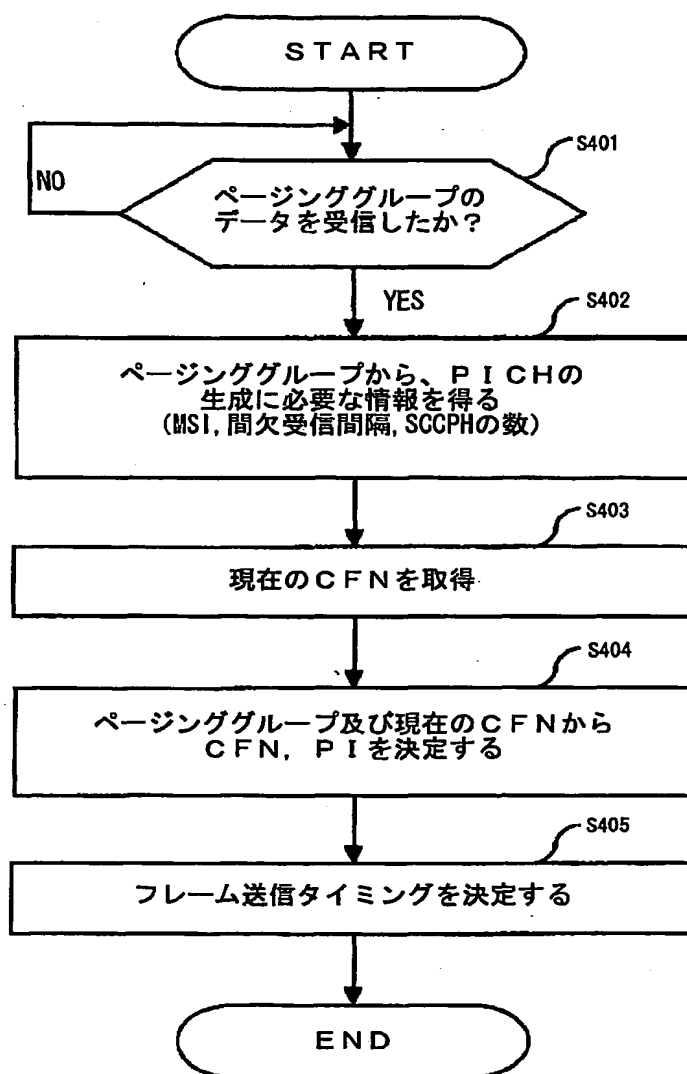 START
S401
NO
ページンググループの
データを受信したか？
YES
S402
ページンググループから、PICHの
生成に必要な情報を得る
(MSI,間欠受信間隔,SCCPHの数)
S403
現在のCFNを取得
S404
ページンググループ及び現在のCFNから
CFN, PIを決定する
S405
フレーム送信タイミングを決定する
END